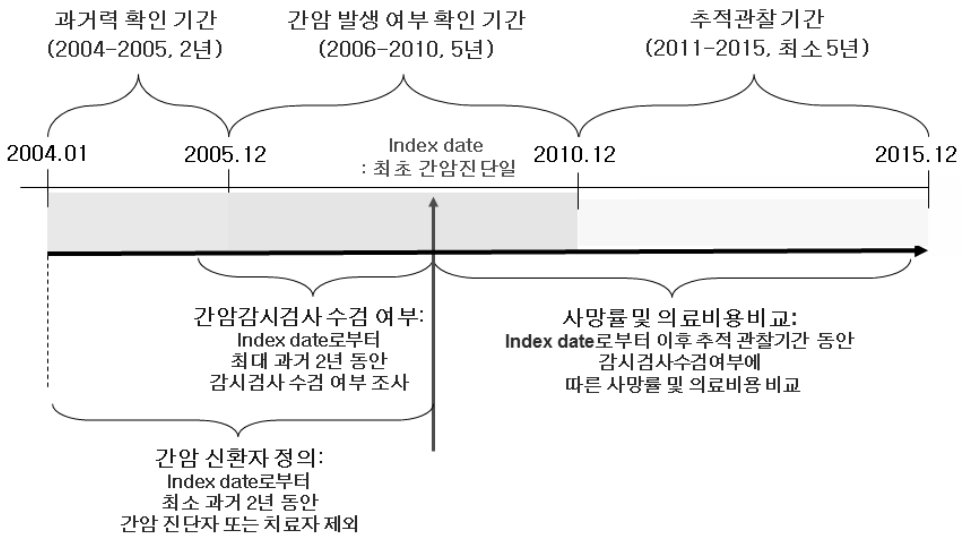 과거력 확인 기간
(2004-2005, 2년)
간암 발생 여부 확인 기간
(2006-2010, 5년)
추적관찰 기간
(2011-2015, 최소 5년)
2004.01
2005.12
Index date
: 최초 간암진단일
2010.12
2015.12
간암감시검사 수검 여부:
Index date로부터
최대 과거 2년 동안
감시검사 수검 여부 조사
사망률 및 의료비용 비교:
Index date로부터 이후 추적 관찰기간 동안
감시검사수검여부에
따른 사망률 및 의료비용 비교
간암 신환자 정의:
Index date로부터
최소 과거 2년 동안
간암 진단자 또는 치료자 제외